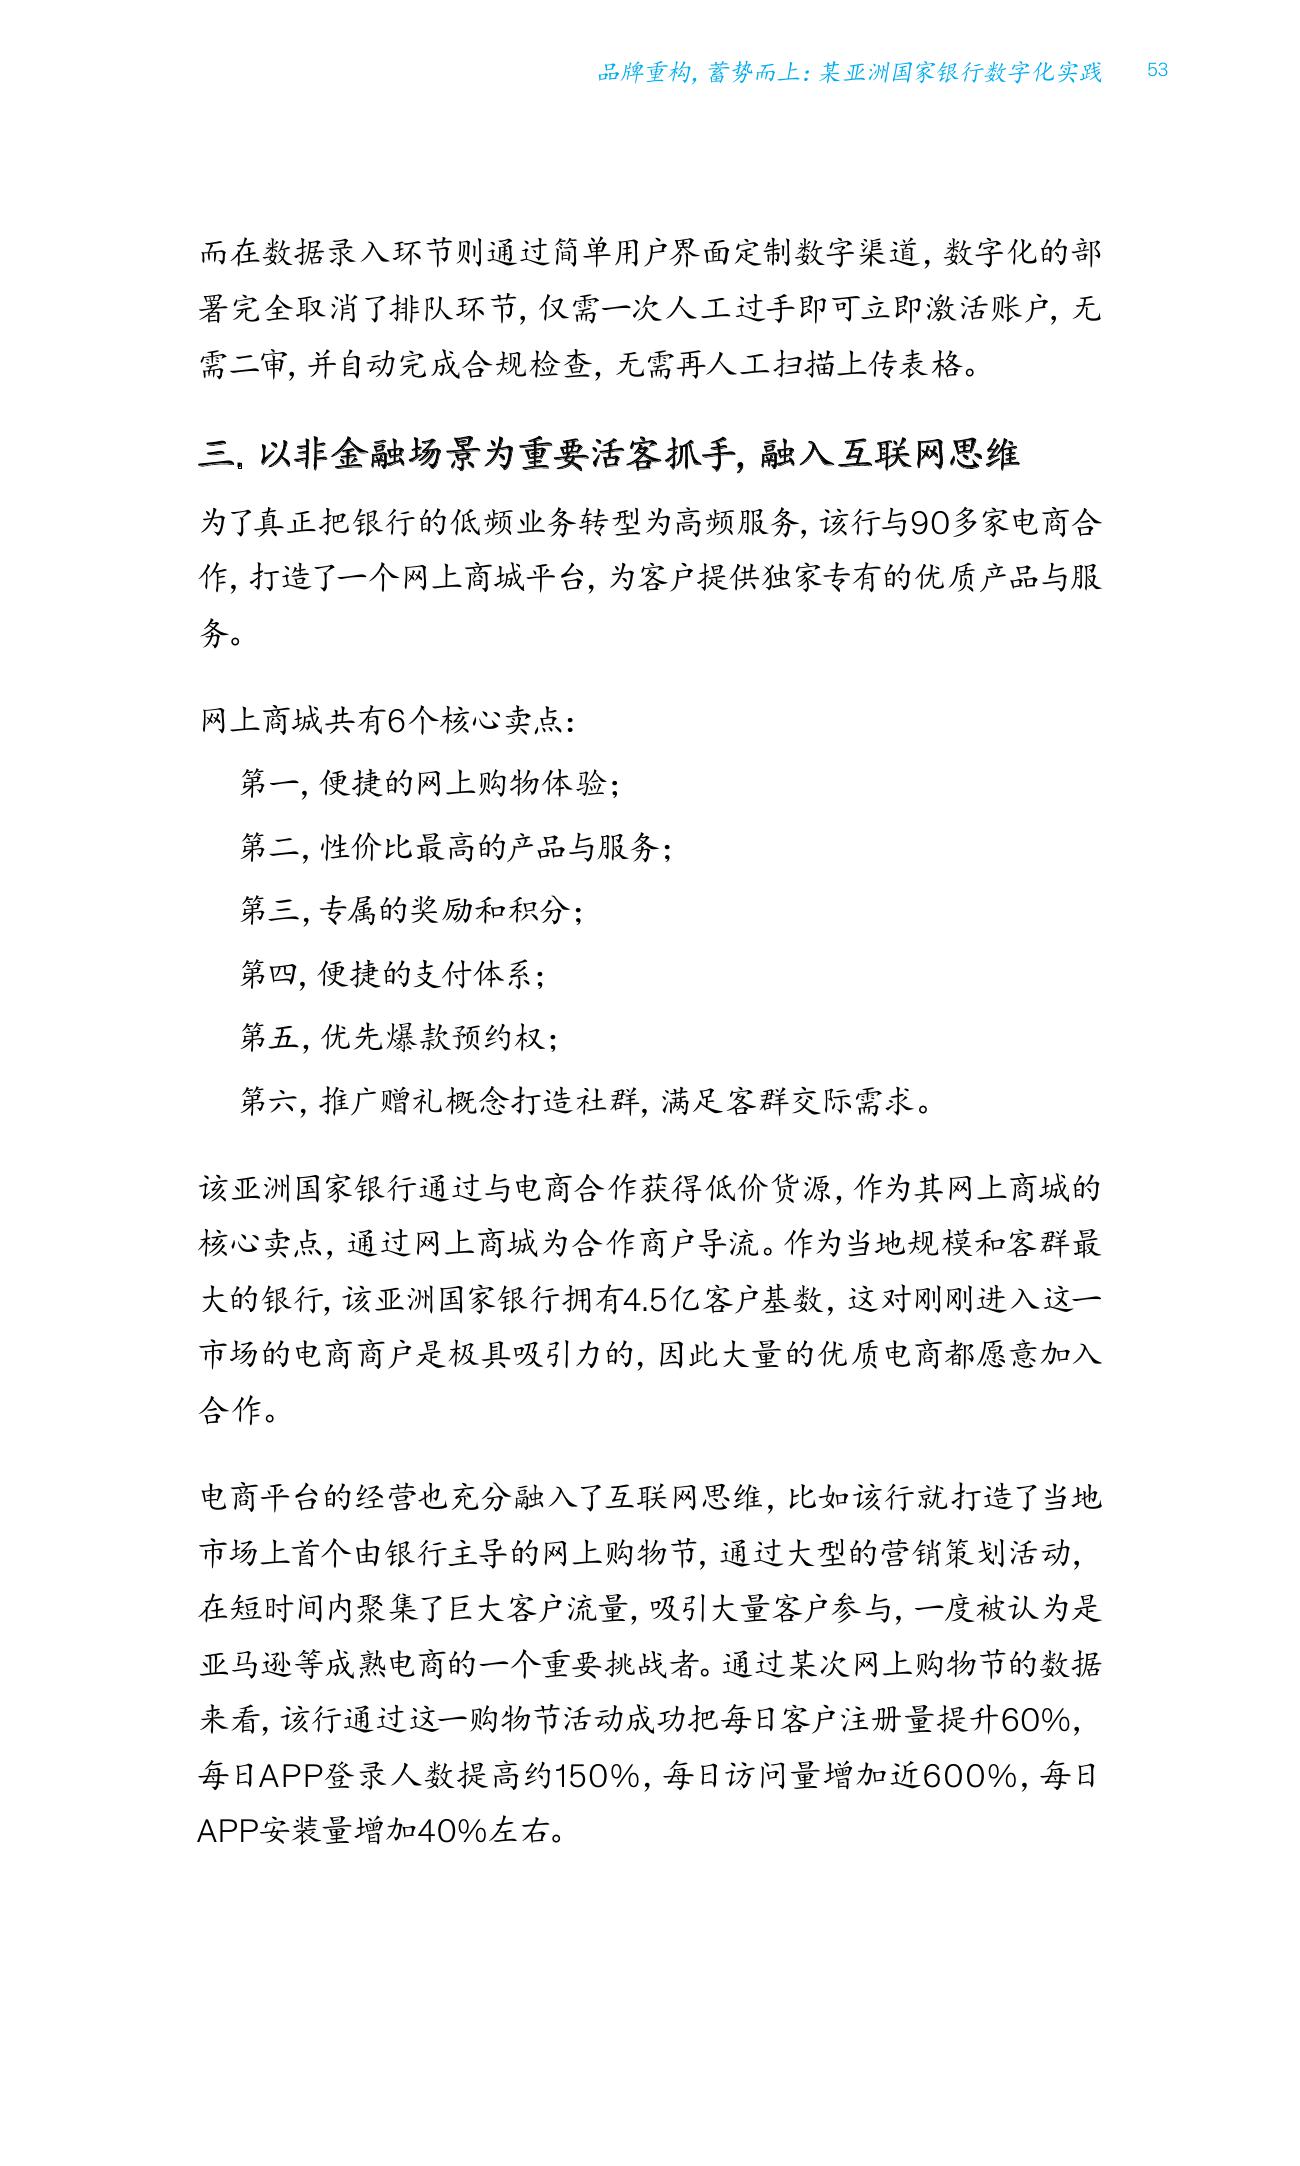 品牌重构，蓄势而上：某亚洲国家银行数字化实践 53
而在数据录入环节则通过简单用户界面定制数字渠道，数字化的部
署完全取消了排队环节，仅需一次人工过手即可立即激活账户，无
需二审，并自动完成合规检查，无需再人工扫描上传表格。
三．以非金融场景为重要活客抓手，融入互联网思维
为了真正把银行的低频业务转型为高频服务，该行与90多家电商合
作，打造了一个网上商城平台，为客户提供独家专有的优质产品与服
务。
网上商城共有6个核心卖点：
第一，便捷的网上购物体验；
第二，性价比最高的产品与服务；
第三，专属的奖励和积分；
第四，便捷的支付体系；
第五，优先爆款预约权；
第六，推广赠礼概念打造社群，满足客群交际需求。
该亚洲国家银行通过与电商合作获得低价货源，作为其网上商城的
核心卖点，通过网上商城为合作商户导流。作为当地规模和客群最
大的银行，该亚洲国家银行拥有4.5亿客户基数，这对刚刚进入这一
市场的电商商户是极具吸引力的，因此大量的优质电商都愿意加入
合作。
电商平台的经营也充分融入了互联网思维，比如该行就打造了当地
市场上首个由银行主导的网上购物节，通过大型的营销策划活动，
在短时间内聚集了巨大客户流量，吸引大量客户参与，一度被认为是
亚马逊等成熟电商的一个重要挑战者。通过某次网上购物节的数据
来看，该行通过这一购物节活动成功把每日客户注册量提升60%，
每日APP登录人数提高约150%，每日访问量增加近600%，每日
APP安装量增加40%左右。